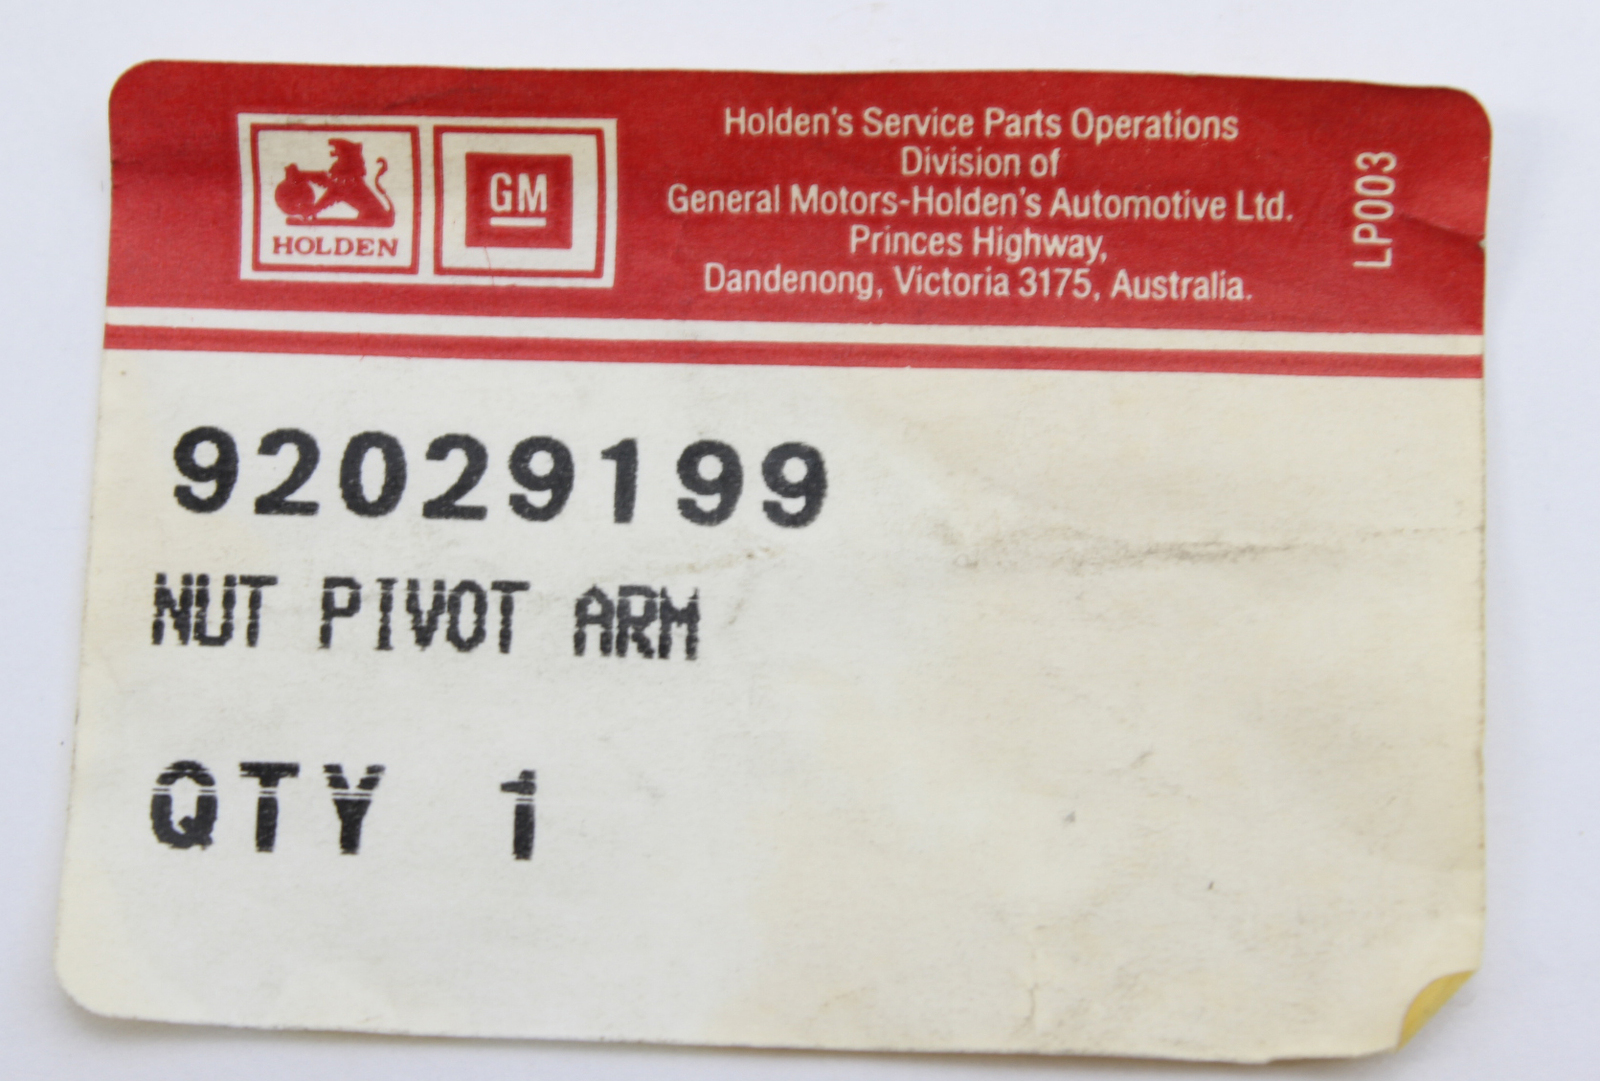 HOLDEN
GM
Holden's Service Parts Operations
Division of
General Motors-Holden's Automotive Ltd.
Princes Highway,
Dandenong, Victoria 3175, Australia.
LP003
92029199
NUT PIVOT ARM
QTY 1